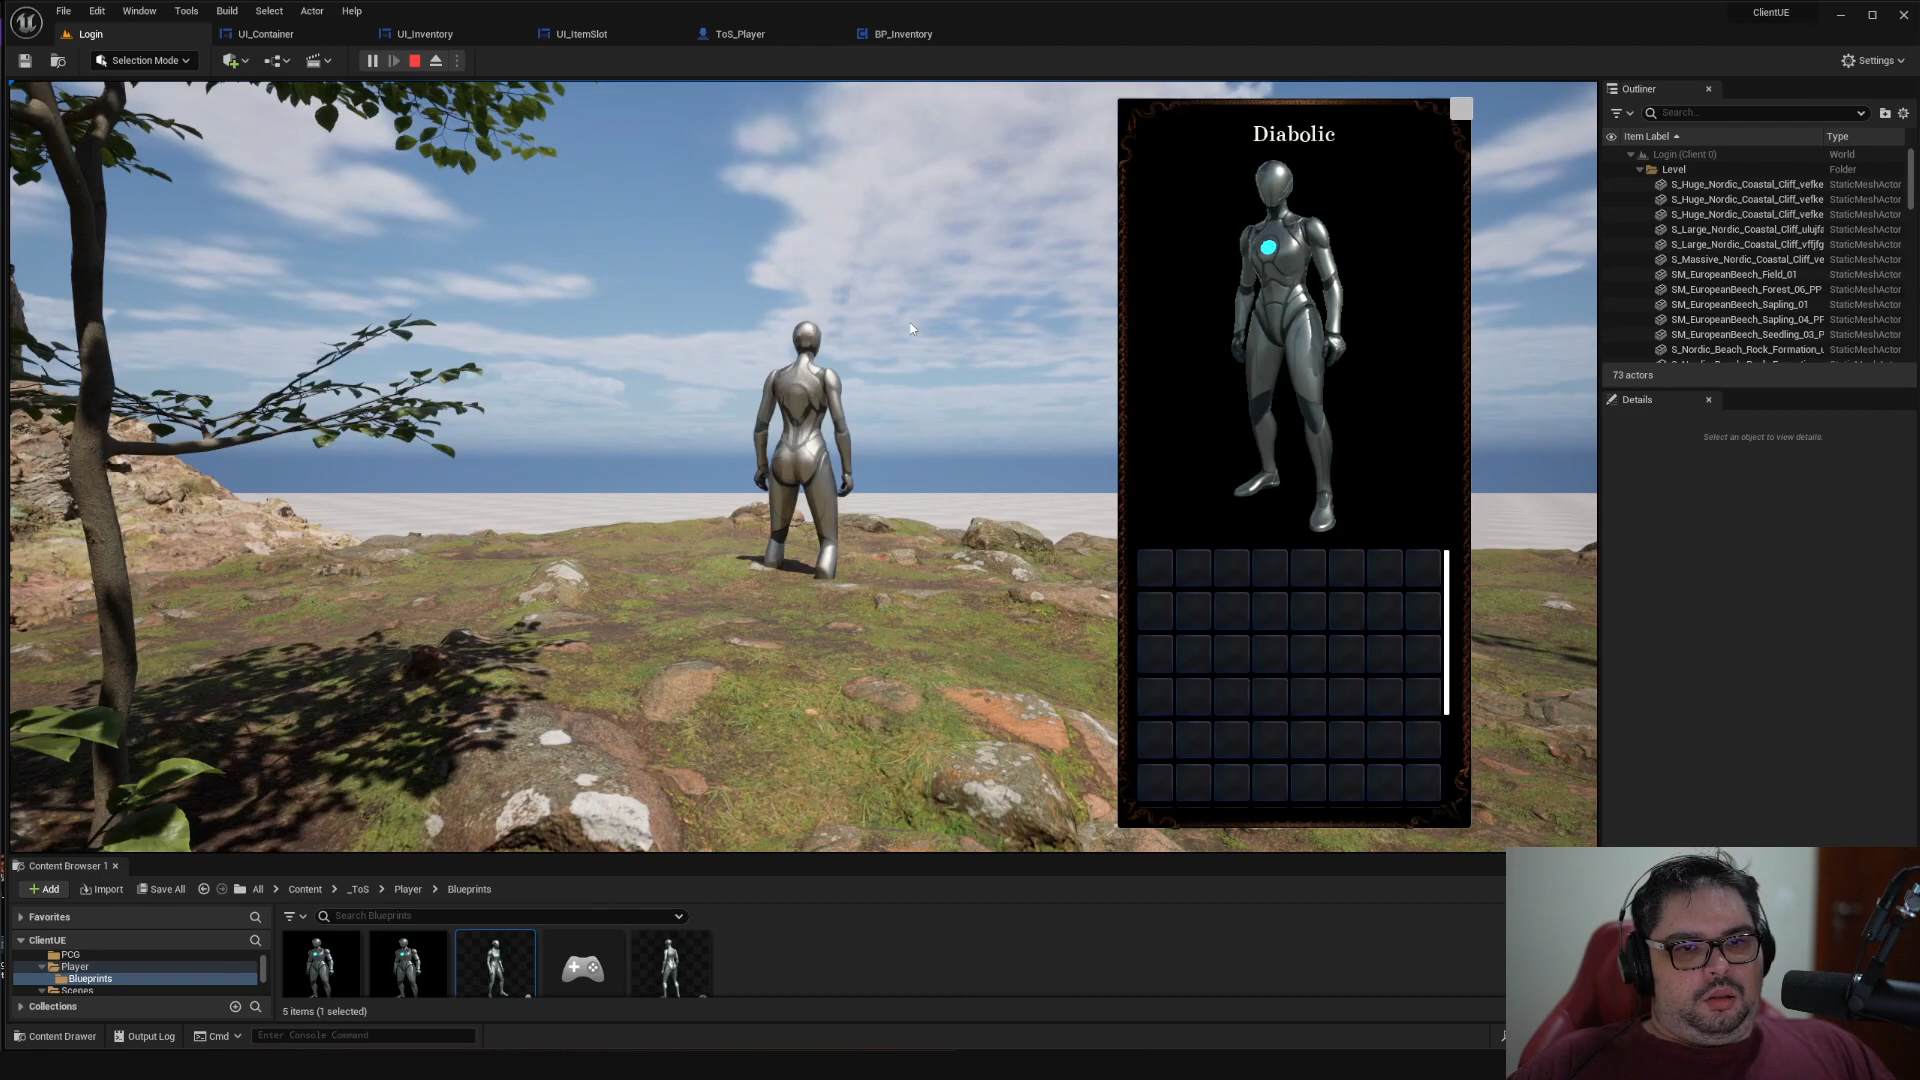 File Edit Window Tools Build Select Actor Help
ClientUE
Login
UI_Container
UI_Inventory
UI_ItemSlot
ToS_Player
BP_Inventory
Selection Mode
Settings
Diabolic
Outliner
Search...
Item Label
Type
Login (Client 0) World
Level Folder
S_Huge_Nordic_Coastal_Cliff_vefke StaticMeshActor
S_Huge_Nordic_Coastal_Cliff_vefke StaticMeshActor
S_Huge_Nordic_Coastal_Cliff_vefke StaticMeshActor
S_Large_Nordic_Coastal_Cliff_ulujfa StaticMeshActor
S_Large_Nordic_Coastal_Cliff_vffjfg StaticMeshActor
S_Massive_Nordic_Coastal_Cliff_ve StaticMeshActor
SM_EuropeanBeech_Field_01 StaticMeshActor
SM_EuropeanBeech_Forest_06_PP StaticMeshActor
SM_EuropeanBeech_Sapling_01 StaticMeshActor
SM_EuropeanBeech_Sapling_04_PP StaticMeshActor
SM_EuropeanBeech_Seedling_03_P StaticMeshActor
S_Nordic_Beach_Rock_Formation_u StaticMeshActor
73 actors
Details
Select an object to view details.
Content Browser 1
Add
Import
Save All
All
Content
_ToS
Player
Blueprints
Favorites
Search Blueprints
ClientUE
PCG
Player
Blueprints
Scenes
Collections
5 items (1 selected)
Content Drawer
Output Log
Cmd
Enter Console Command